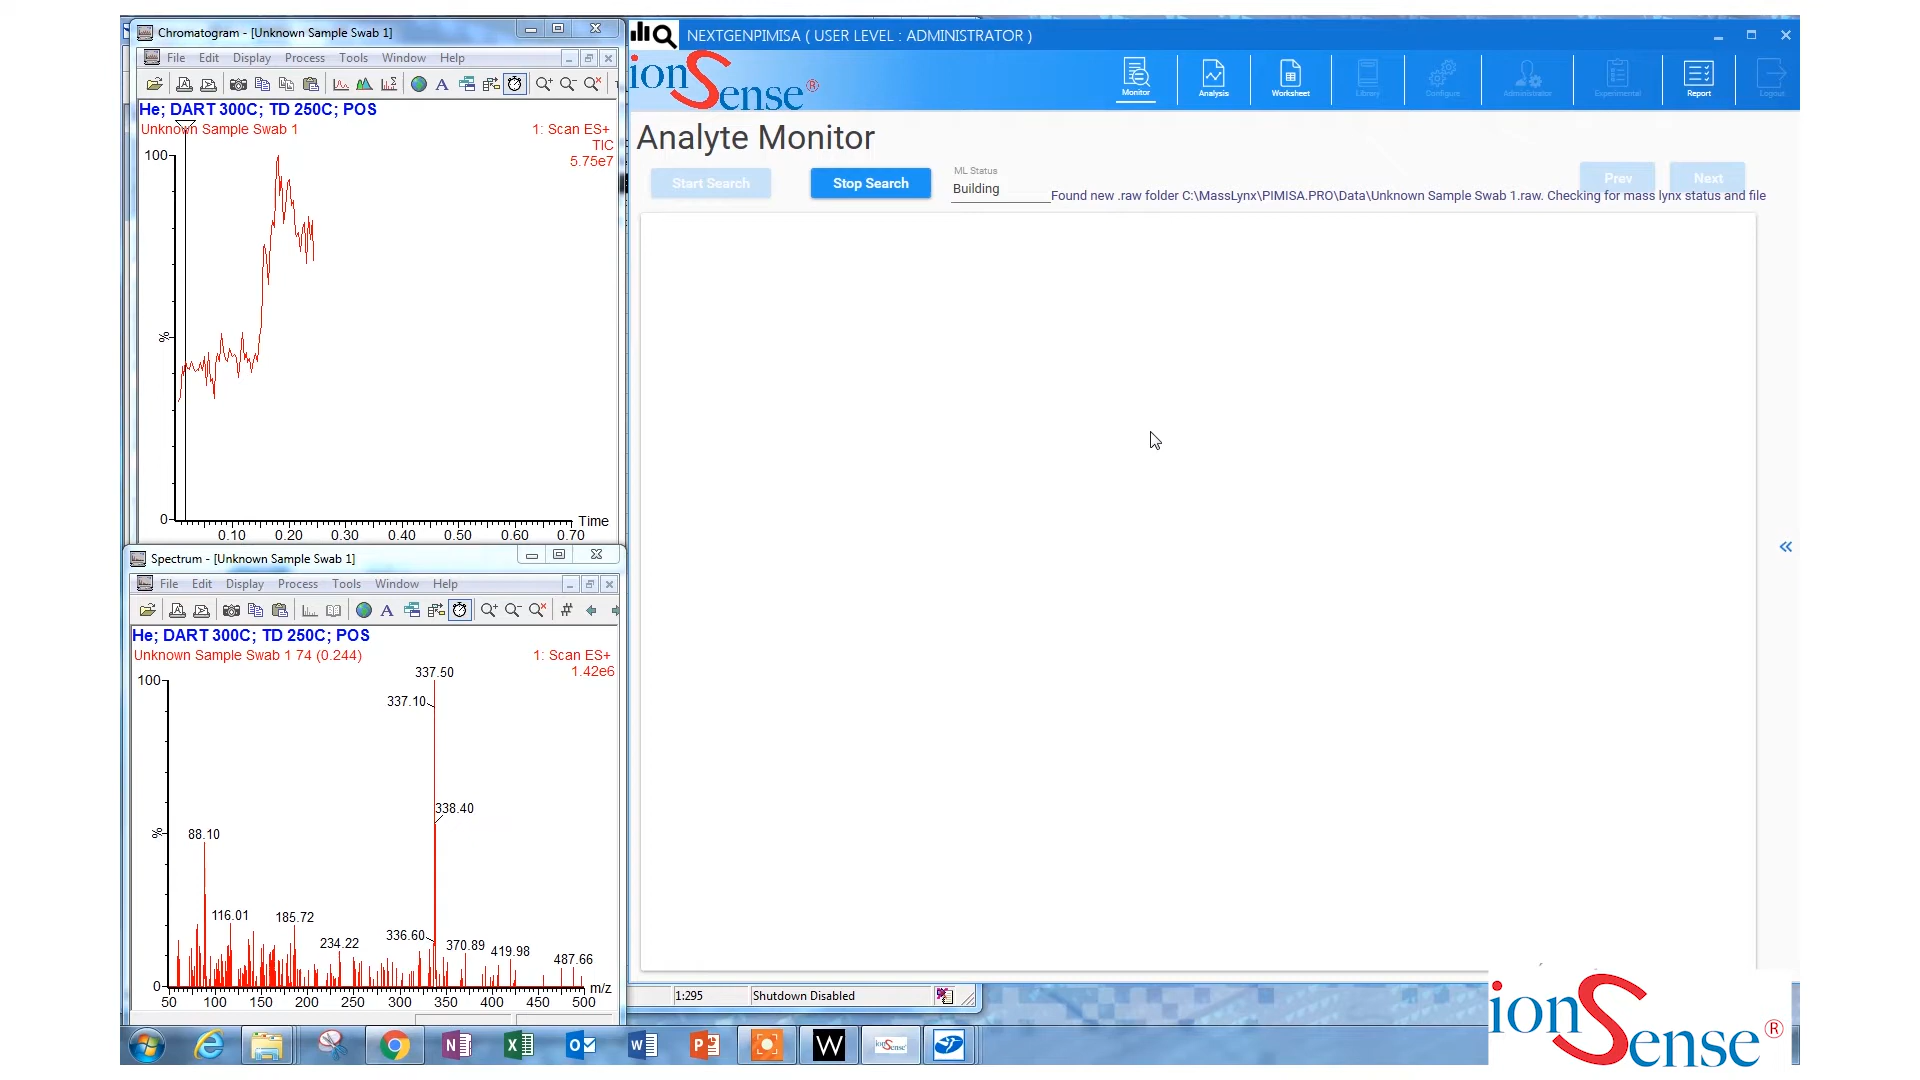 Chromatogram - [Unknown Sample Swab 1]
File Edit Display Process Tools Window Help
He; DART 300C; TD 250C; POS
Unknown Sample Swab 1
1: Scan ES+
TIC
5.75e7
100
%
0
0.10 0.20 0.30 0.40 0.50 0.60 0.70
Time
Spectrum - [Unknown Sample Swab 1]
File Edit Display Process Tools Window Help
He; DART 300C; TD 250C; POS
Unknown Sample Swab 1 74 (0.244)
1: Scan ES+
1.42e6
100
%
0
337.50
337.10
338.40
88.10
116.01
185.72
234.22
336.60
370.89
419.98
487.66
50 100 150 200 250 300 350 400 450 500
m/z
NEXTGENPIMISA ( USER LEVEL : ADMINISTRATOR )
ionSense ®
Monitor
Analysis
Worksheet
Library
Configure
Administrator
Experimental
Report
Logout
Analyte Monitor
Start Search
Stop Search
ML Status
Building
Found new .raw folder C:\MassLynx\PIMISA.PRO\Data\Unknown Sample Swab 1.raw. Checking for mass lynx status and file
Prev
Next
1:295
Shutdown Disabled
ionSense ®